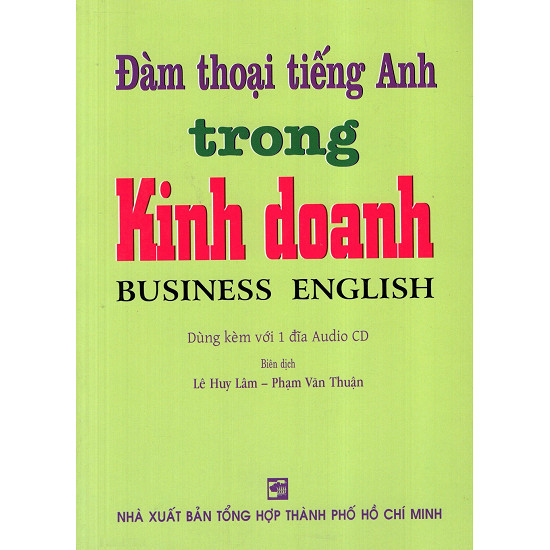 Đàm thoại tiếng Anh
trong
Kinh doanh
BUSINESS ENGLISH
Dùng kèm với 1 đĩa Audio CD
Biên dịch
Lê Huy Lâm – Phạm Văn Thuận
NHÀ XUẤT BẢN TỔNG HỢP THÀNH PHỐ HỒ CHÍ MINH